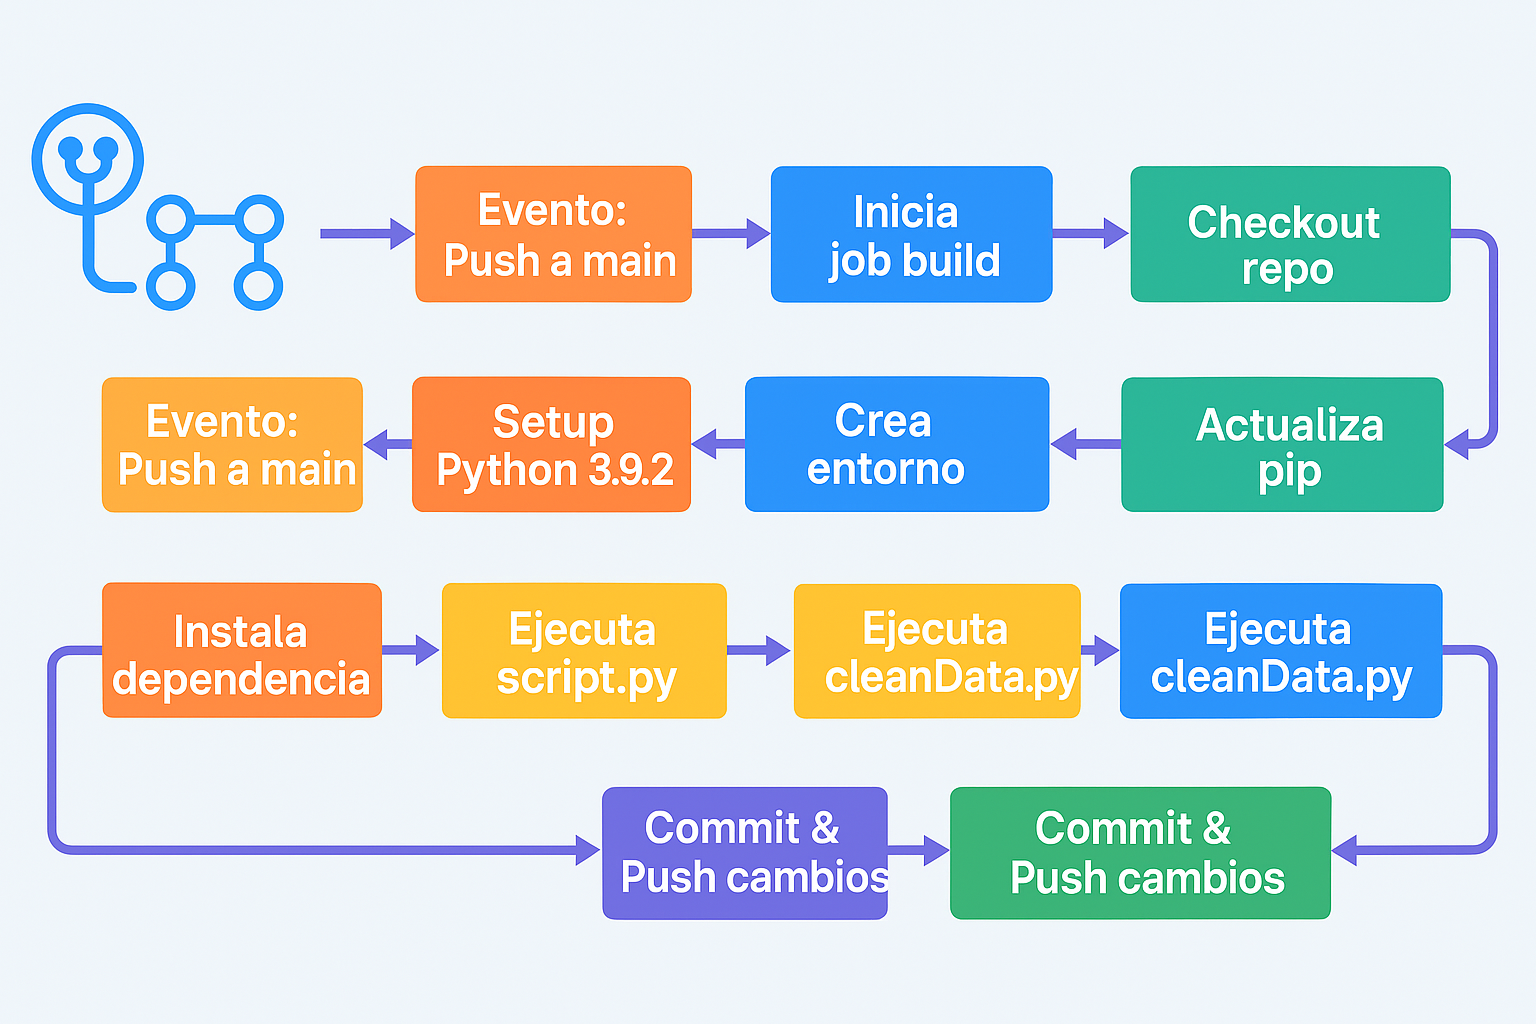 Evento:
Push a main
Inicia
job build
Checkout
repo
Evento:
Push a main
Setup
Python 3.9.2
Crea
entorno
Actualiza
pip
Instala
dependencia
Ejecuta
script.py
Ejecuta
cleanData.py
Ejecuta
cleanData.py
Commit &
Push cambios
Commit &
Push cambios